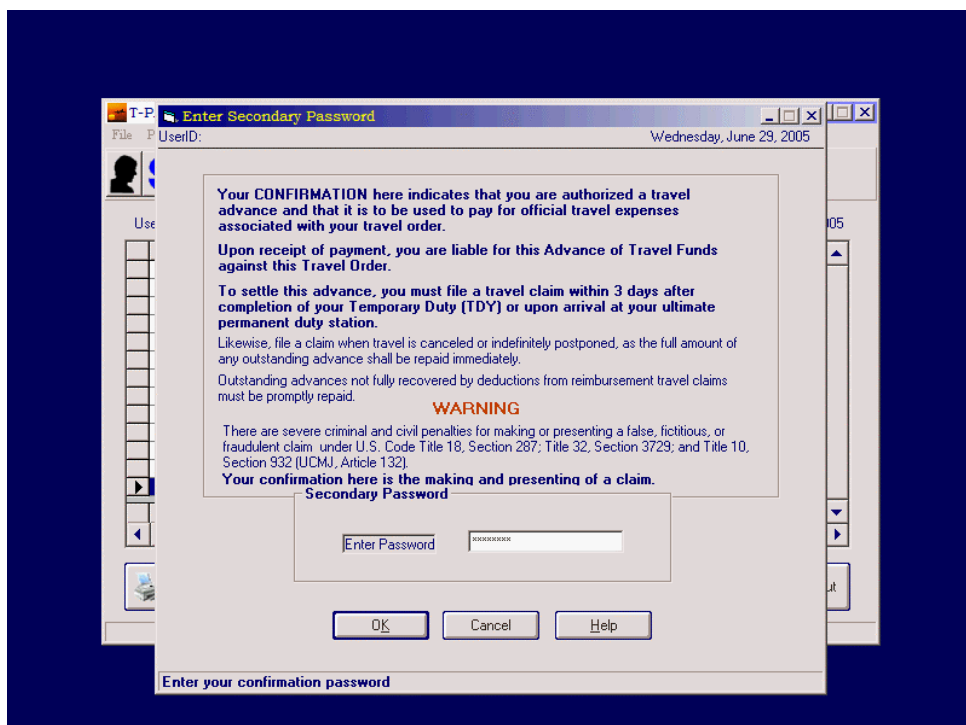 T-P
Enter Secondary Password
File P
UserID:
Wednesday, June 29, 2005
Use
005
Your CONFIRMATION here indicates that you are authorized a travel
advance and that it is to be used to pay for official travel expenses
associated with your travel order.
Upon receipt of payment, you are liable for this Advance of Travel Funds
against this Travel Order.
To settle this advance, you must file a travel claim within 3 days after
completion of your Temporary Duty (TDY) or upon arrival at your ultimate
permanent duty station.
Likewise, file a claim when travel is canceled or indefinitely postponed, as the full amount of
any outstanding advance shall be repaid immediately.
Outstanding advances not fully recovered by deductions from reimbursement travel claims
must be promptly repaid.
WARNING
There are severe criminal and civil penalties for making or presenting a false, fictitious, or
fraudulent claim under U.S. Code Title 18, Section 287; Title 32, Section 3729; and Title 10,
Section 932 (UCMJ, Article 132).
Your confirmation here is the making and presenting of a claim.
Secondary Password
Enter Password
********
OK
Cancel
Help
ut
Enter your confirmation password